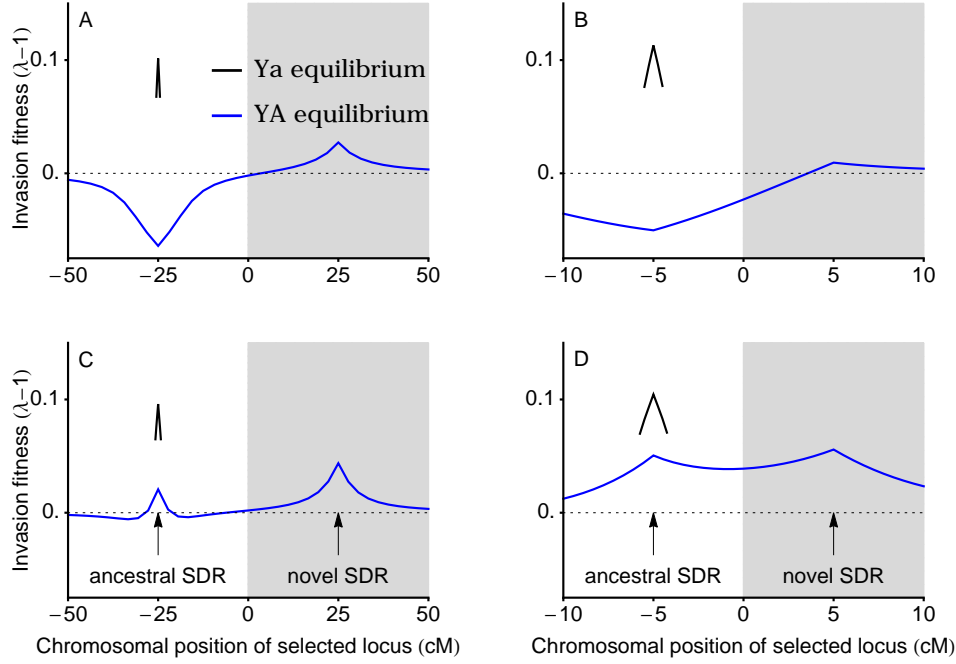 A
B
0.1
0.1
Ya equilibrium
YA equilibrium
Invasion fitness (λ−1)
0.
0.
−50 −25 0 25 50
−10 −5 0 5 10
C
D
0.1
0.1
Invasion fitness (λ−1)
0.
0.
ancestral SDR novel SDR
ancestral SDR novel SDR
−50 −25 0 25 50
−10 −5 0 5 10
Chromosomal position of selected locus (cM)
Chromosomal position of selected locus (cM)